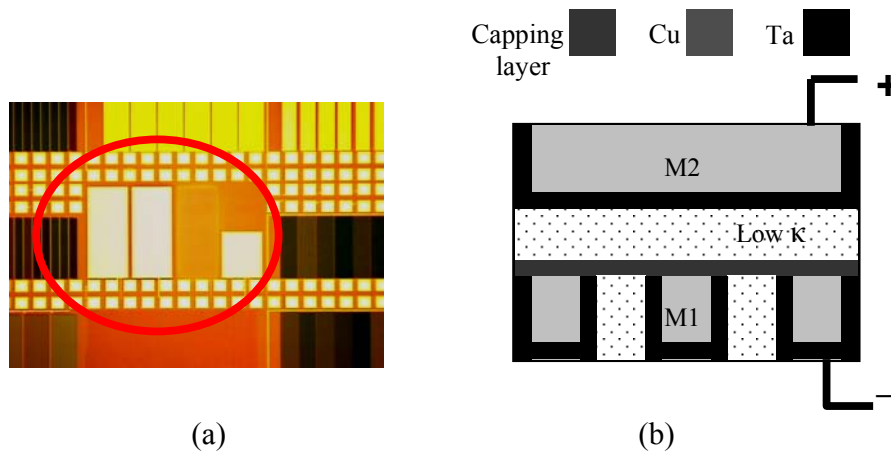 Capping
layer
Cu
Ta
+
M2
Low κ
M1
–
(a)
(b)